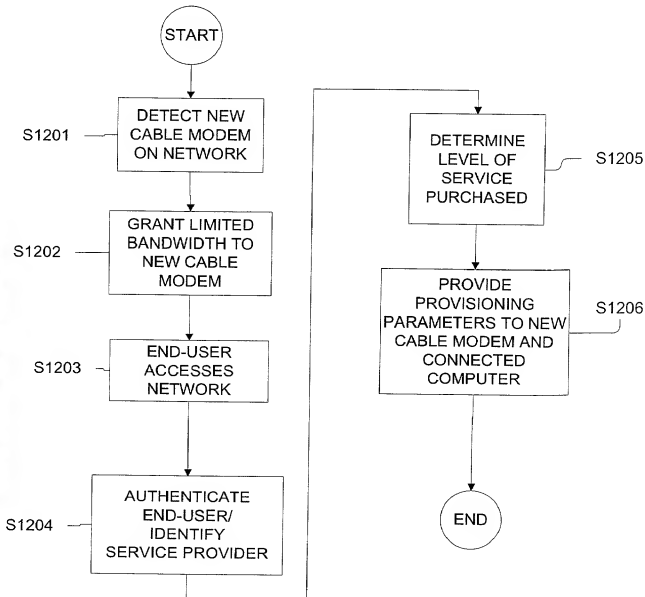 START
S1201
DETECT NEW
CABLE MODEM
ON NETWORK
S1202
GRANT LIMITED
BANDWIDTH TO
NEW CABLE
MODEM
S1203
END-USER
ACCESSES
NETWORK
S1204
AUTHENTICATE
END-USER/
IDENTIFY
SERVICE PROVIDER
DETERMINE
LEVEL OF
SERVICE
PURCHASED
S1205
PROVIDE
PROVISIONING
PARAMETERS TO NEW
CABLE MODEM AND
CONNECTED
COMPUTER
S1206
END